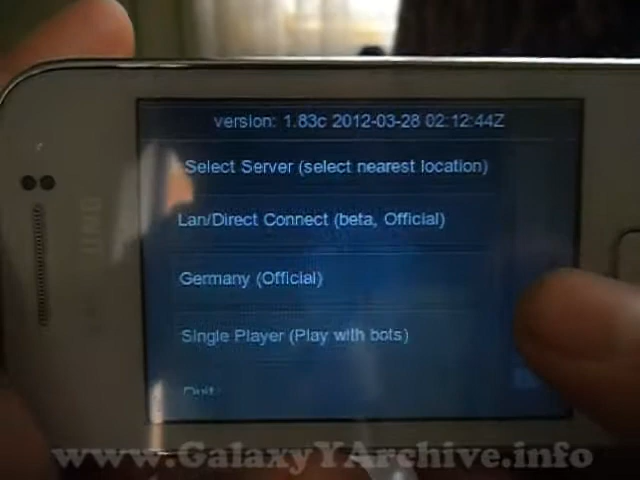 version: 1.83c 2012-03-28 02:12:44Z
Select Server (select nearest location)
Lan/Direct Connect (beta, Official)
Germany (Official)
Single Player (Play with bots)
www.GalaxyYArchive.info